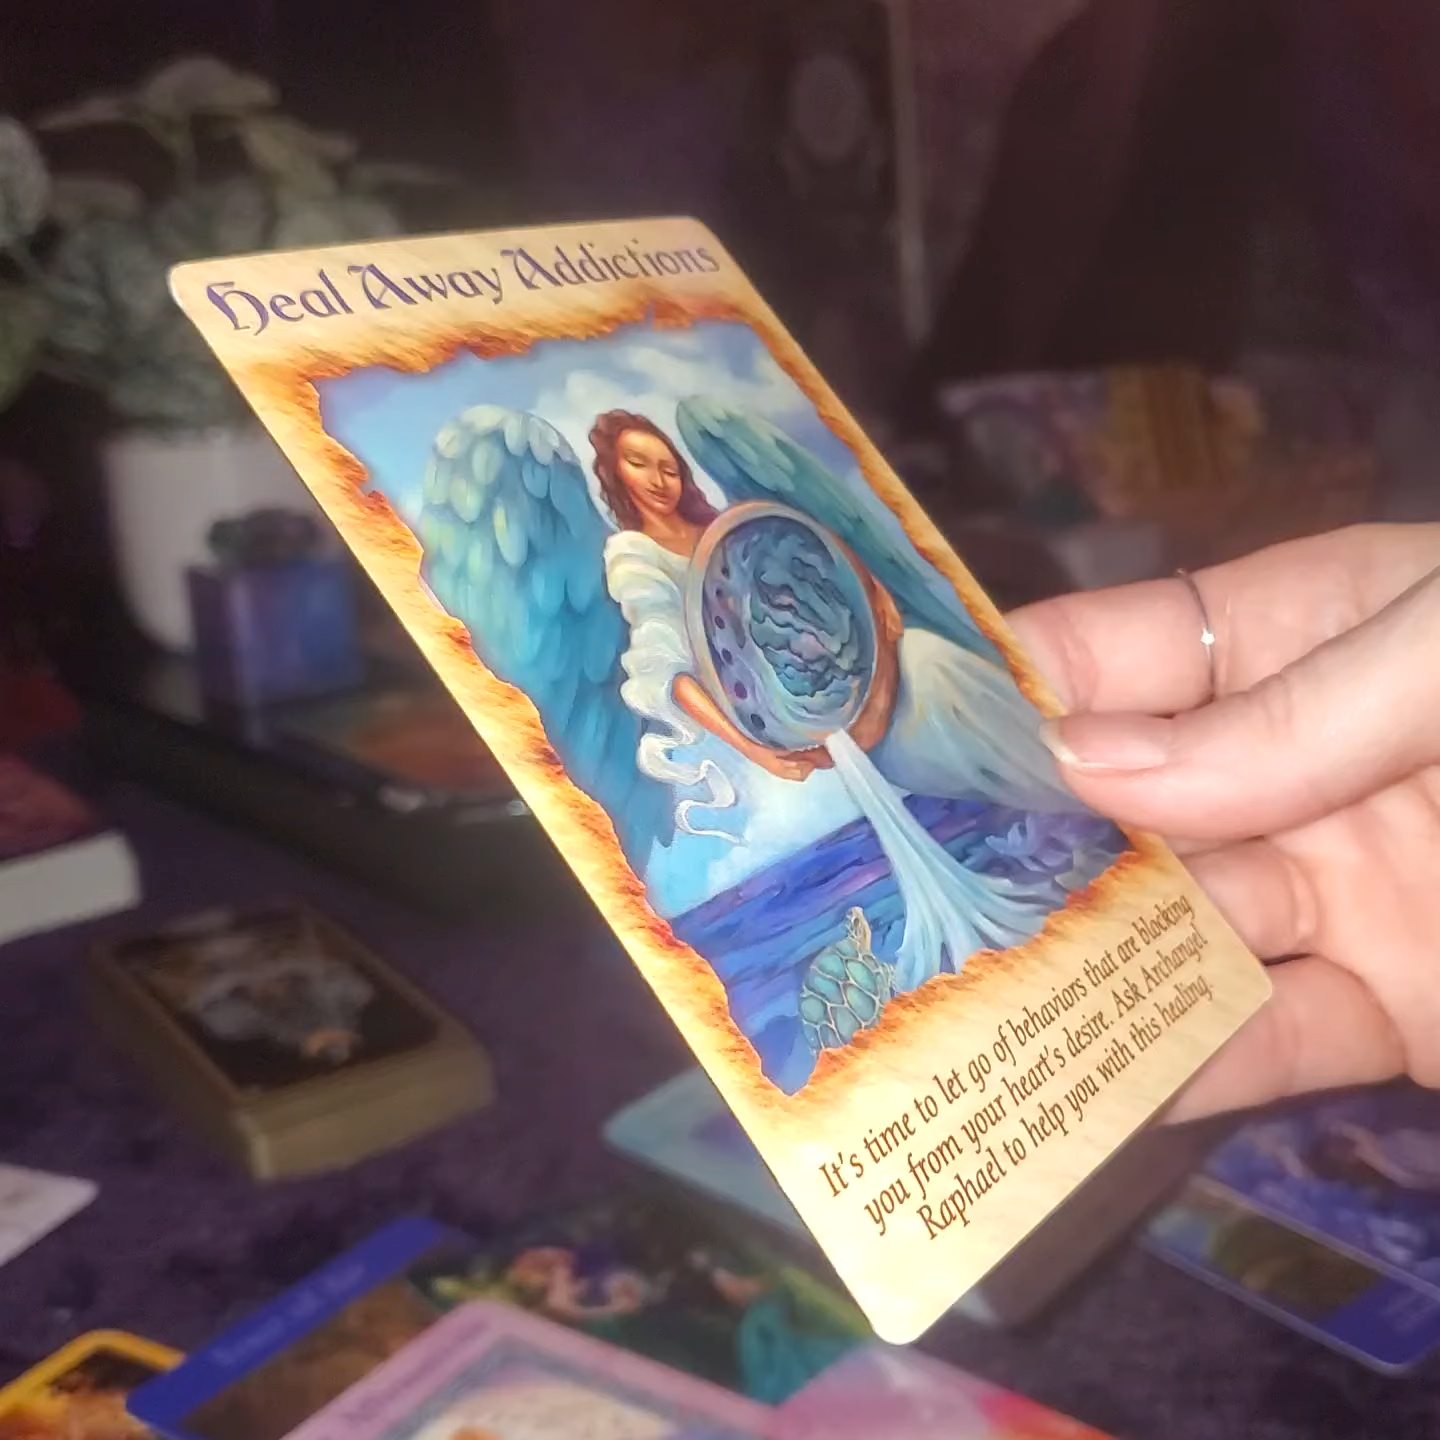 Heal Away Addictions
It's time to let go of behaviors that are blocking
you from your heart's desire. Ask Archangel
Raphael to help you with this healing.